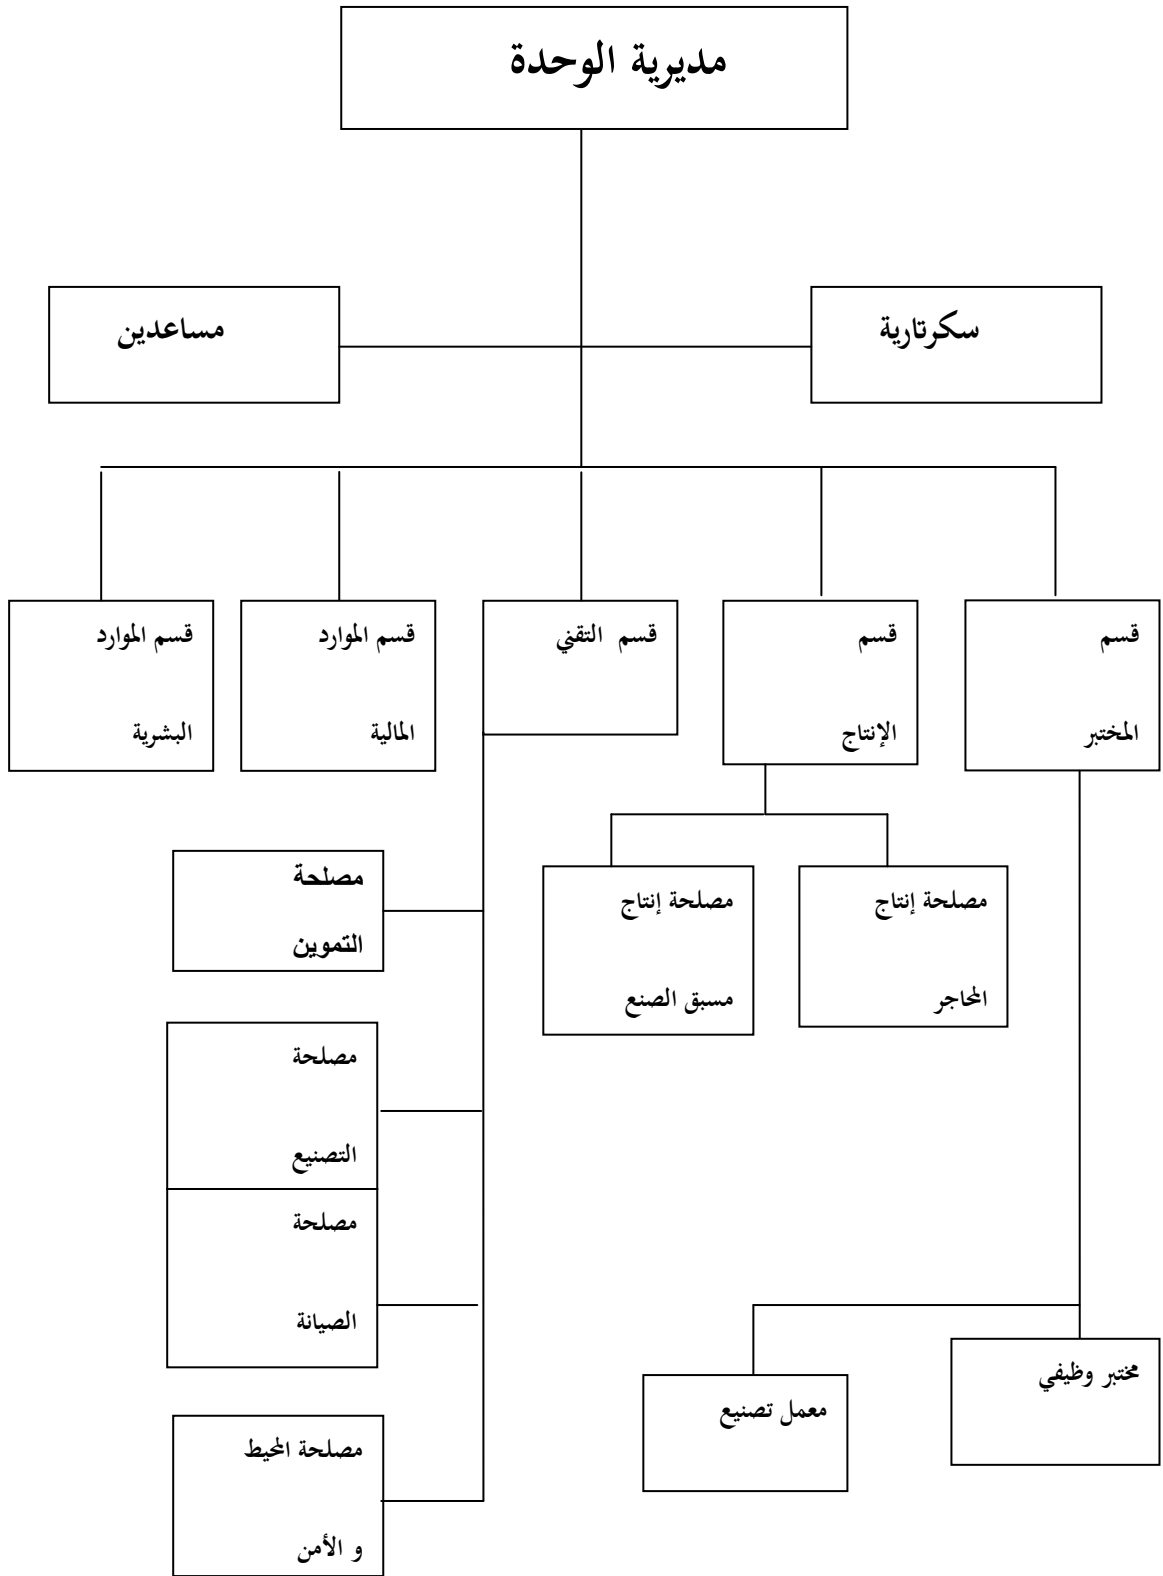 مديرية الوحدة
سكرتارية
مساعدين
قسم
المختبر
قسم
الإنتاج
قسم التقني
قسم الموارد
المالية
قسم الموارد
البشرية
مصلحة إنتاج
المحاجر
مصلحة إنتاج
مسبق الصنع
مصلحة
التموين
مصلحة
التصنيع
مصلحة
الصيانة
مصلحة المحيط
و الأمن
مختبر وظيفي
معمل تصنيع